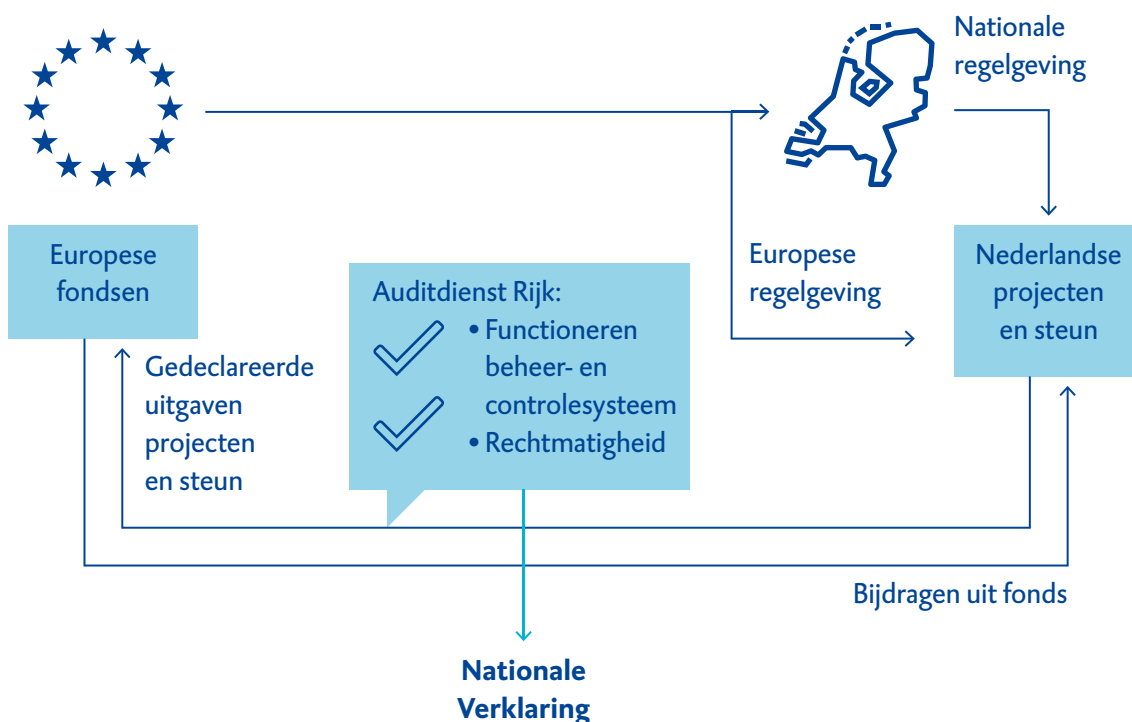 Nationale
regelgeving
Europese
fondsen
Europese
regelgeving
Nederlandse
projecten
en steun
Auditdienst Rijk:
• Functioneren
beheer- en
controlesysteem
• Rechtmatigheid
Gedeclareerde
uitgaven
projecten
en steun
Bijdragen uit fonds
Nationale
Verklaring